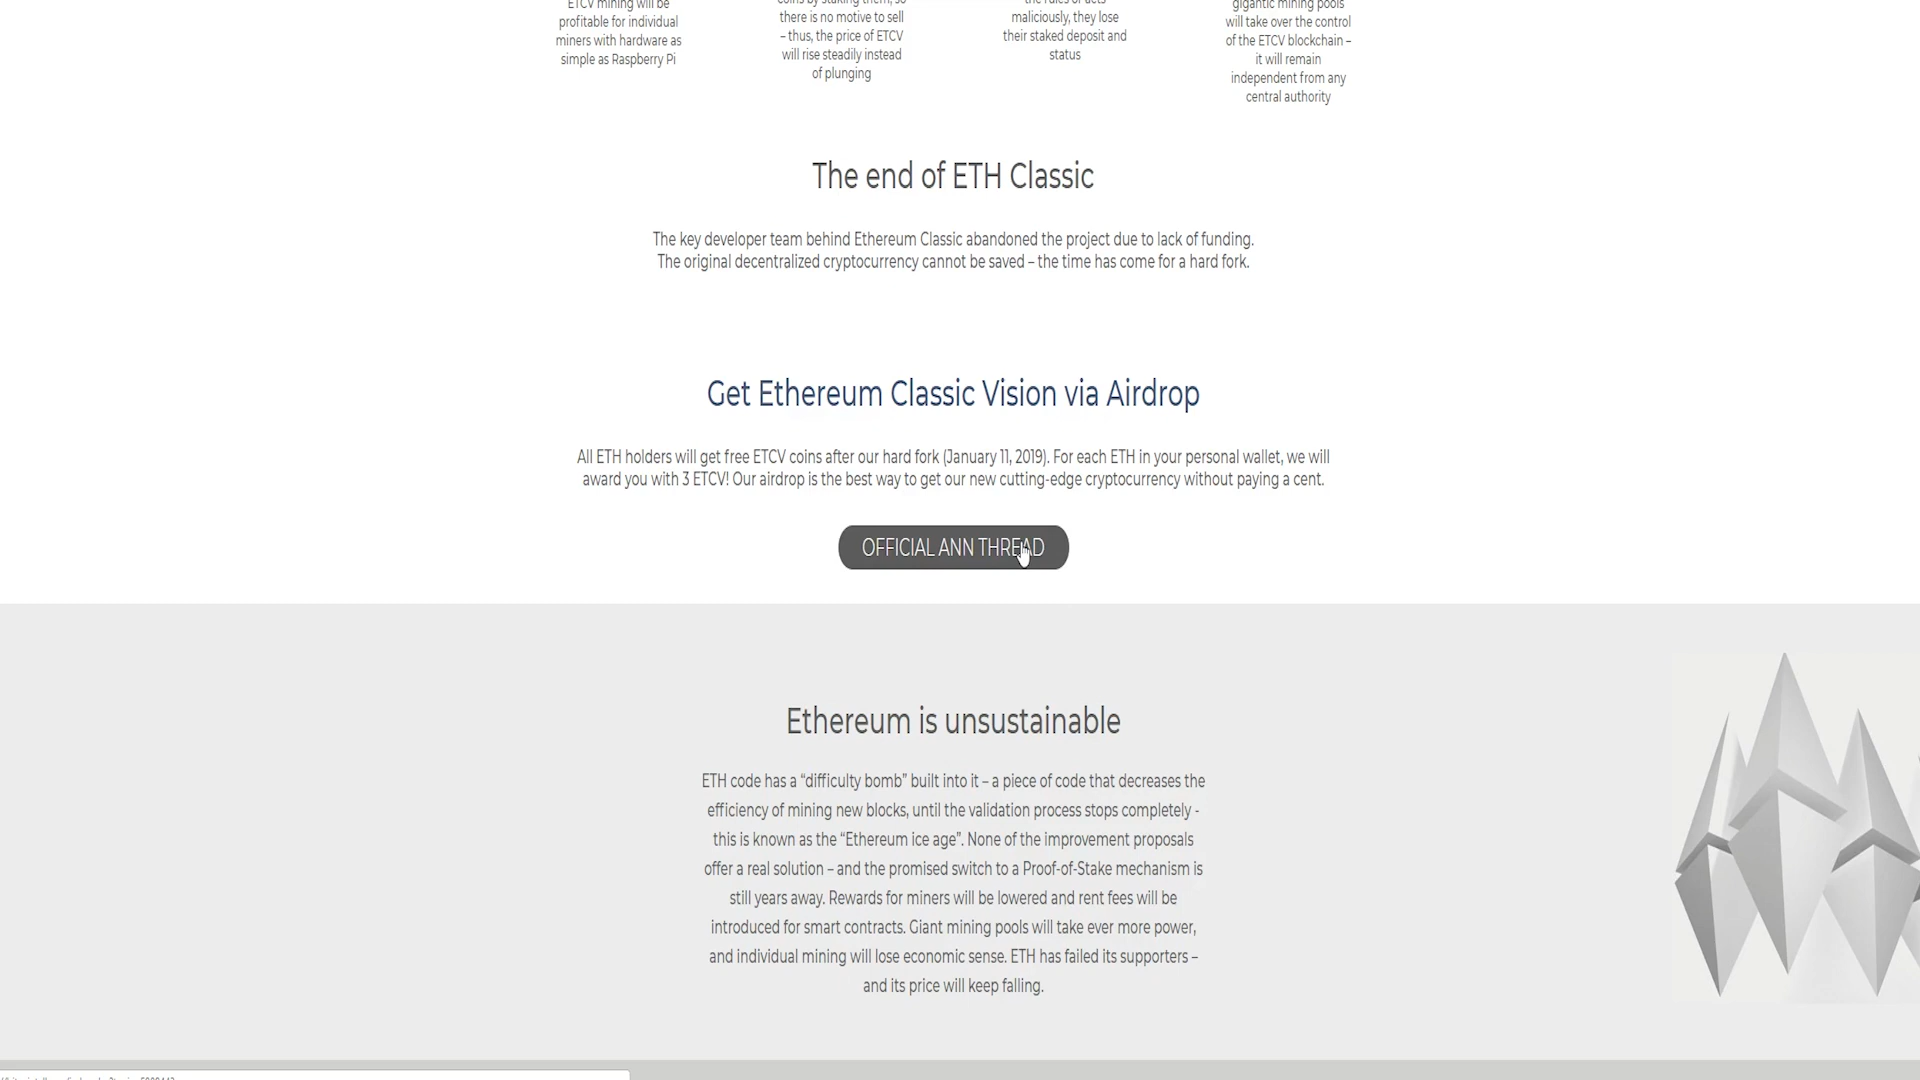 ETCV mining will be
profitable for individual
miners with hardware as
simple as Raspberry Pi
coins by staking them, so
there is no motive to sell
– thus, the price of ETCV
will rise steadily instead
of plunging
the rules or acts
maliciously, they lose
their staked deposit and
status
gigantic mining pools
will take over the control
of the ETCV blockchain –
it will remain
independent from any
central authority
The end of ETH Classic
The key developer team behind Ethereum Classic abandoned the project due to lack of funding.
The original decentralized cryptocurrency cannot be saved – the time has come for a hard fork.
Get Ethereum Classic Vision via Airdrop
All ETH holders will get free ETCV coins after our hard fork (January 11, 2019). For each ETH in your personal wallet, we will
award you with 3 ETCV! Our airdrop is the best way to get our new cutting-edge cryptocurrency without paying a cent.
OFFICIAL ANN THREAD
Ethereum is unsustainable
ETH code has a “difficulty bomb” built into it – a piece of code that decreases the
efficiency of mining new blocks, until the validation process stops completely -
this is known as the “Ethereum ice age”. None of the improvement proposals
offer a real solution – and the promised switch to a Proof-of-Stake mechanism is
still years away. Rewards for miners will be lowered and rent fees will be
introduced for smart contracts. Giant mining pools will take ever more power,
and individual mining will lose economic sense. ETH has failed its supporters –
and its price will keep falling.